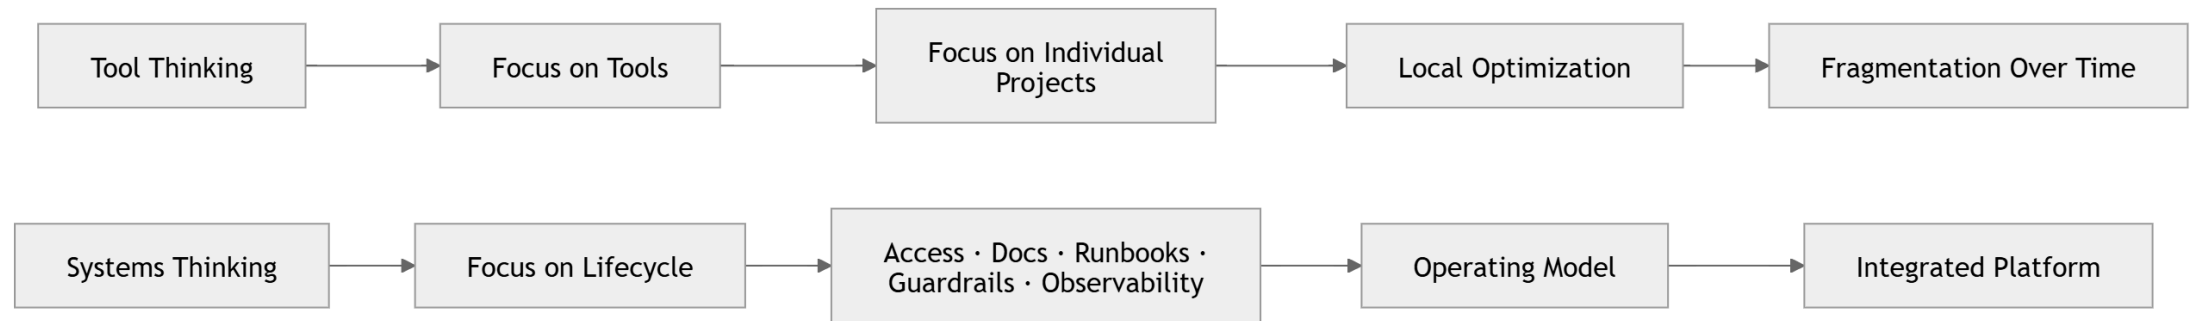 Tool Thinking
Focus on Tools
Focus on Individual
Projects
Local Optimization
Fragmentation Over Time
Systems Thinking
Focus on Lifecycle
Access · Docs · Runbooks ·
Guardrails · Observability
Operating Model
Integrated Platform